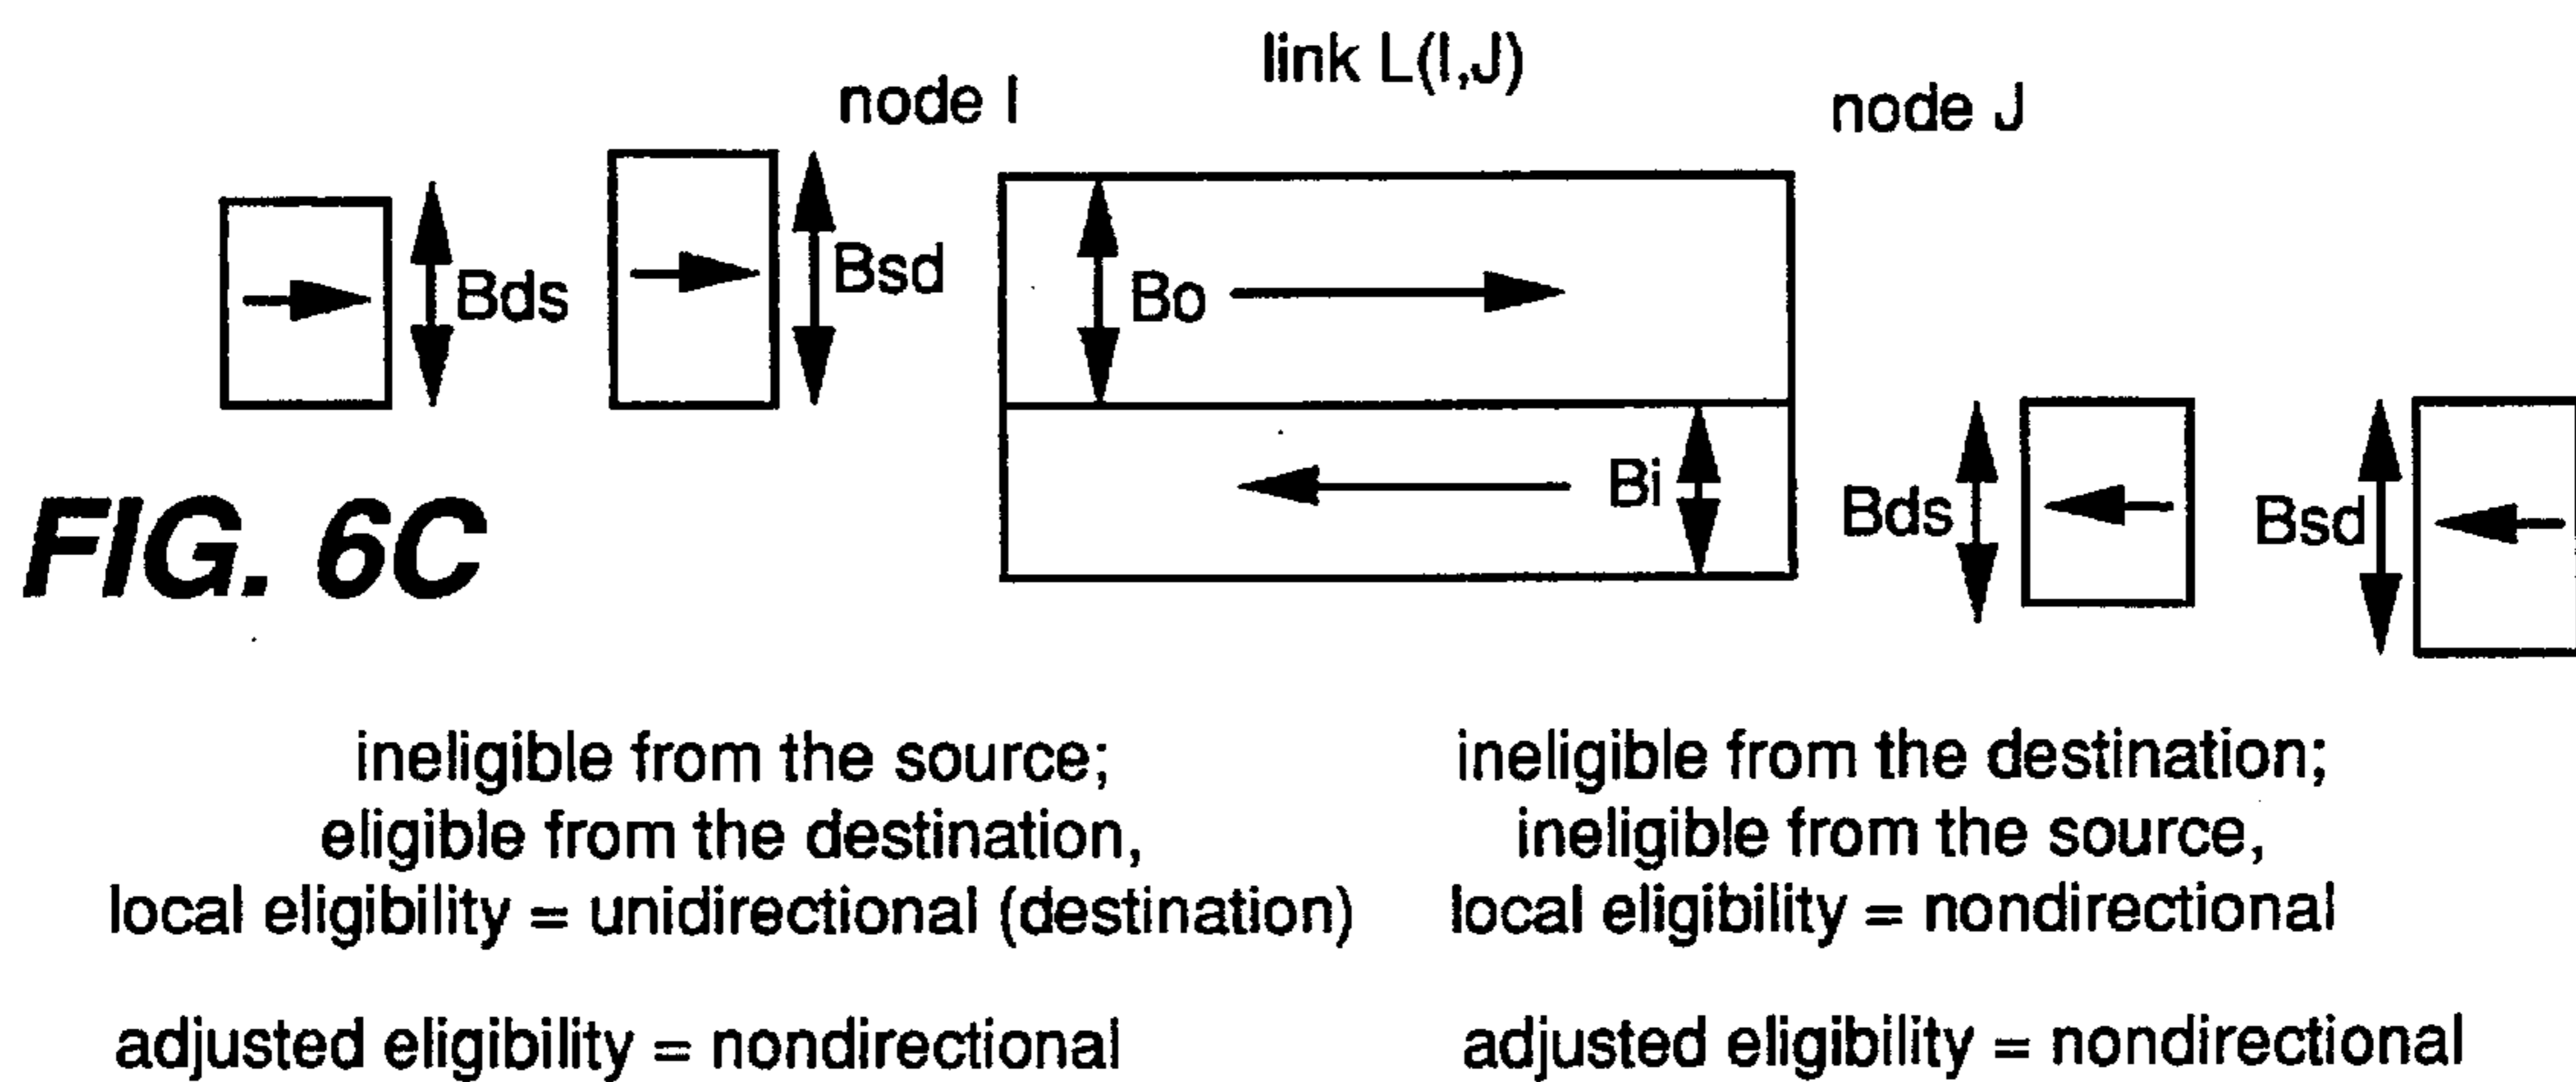 link L(I,J)
node I
node J
Bds
Bsd
Bo
Bi
Bds
Bsd
FIG. 6C
ineligible from the source;
eligible from the destination,
local eligibility = unidirectional (destination)
adjusted eligibility = nondirectional
ineligible from the destination;
ineligible from the source,
local eligibility = nondirectional
adjusted eligibility = nondirectional